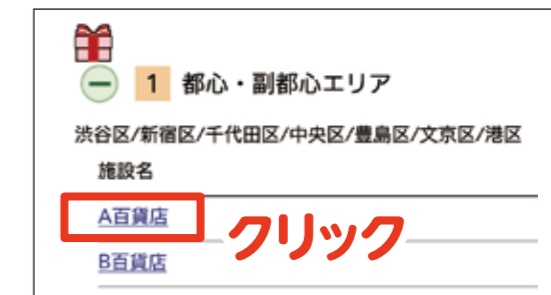 1 都心・副都心エリア
渋谷区/新宿区/千代田区/中央区/豊島区/文京区/港区
施設名
A百貨店
クリック
B百貨店